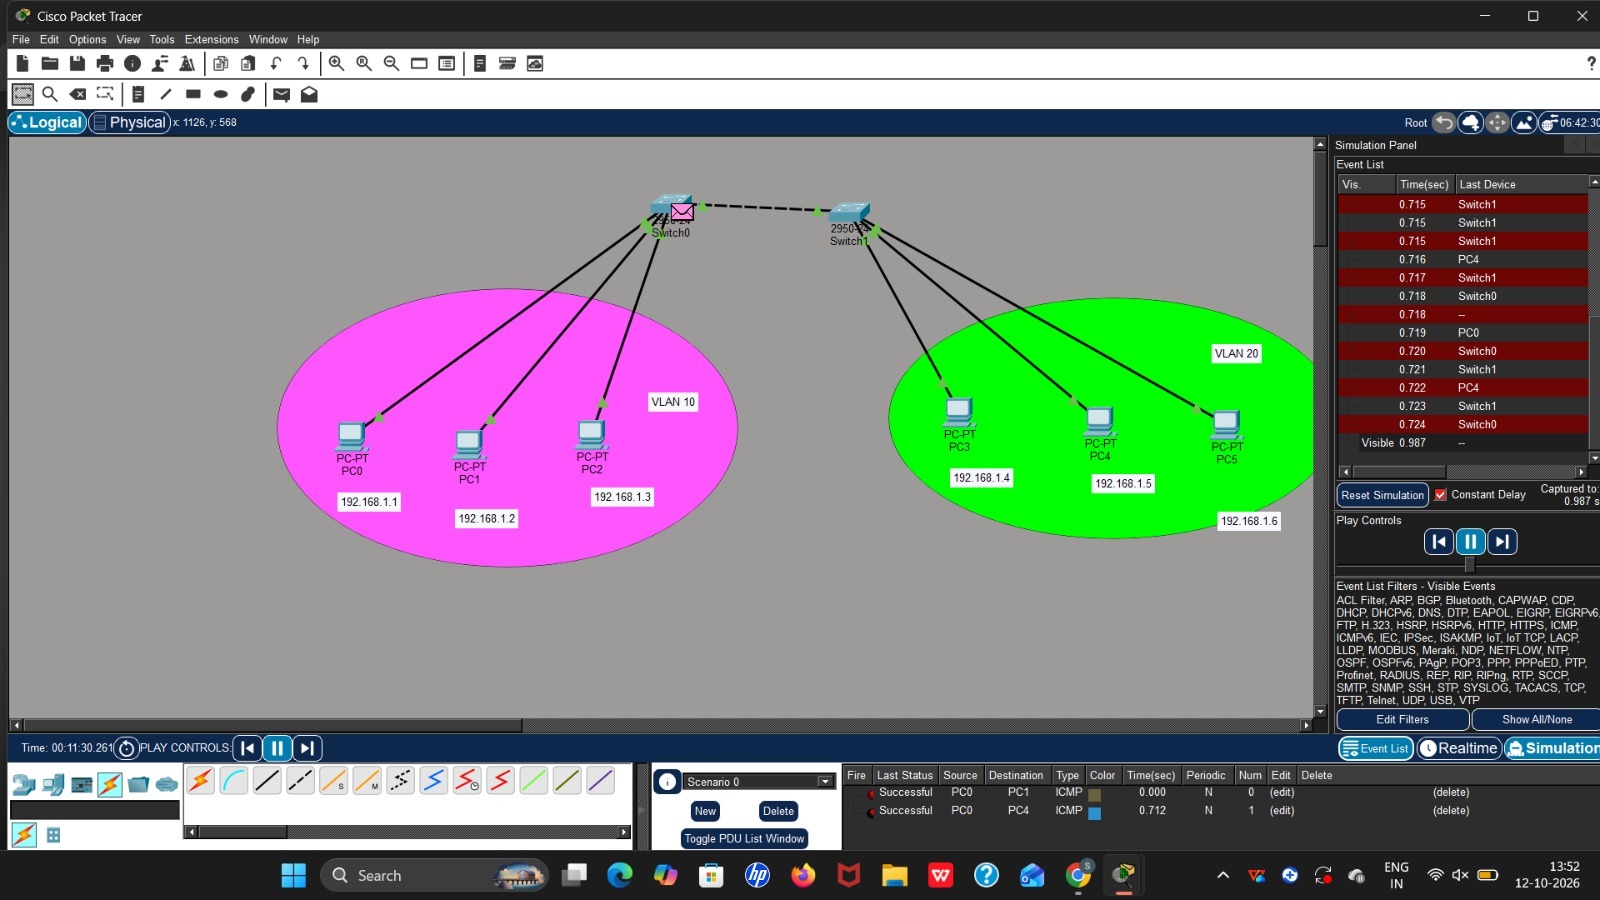 Cisco Packet Tracer
File Edit Options View Tools Extensions Window Help
?
Logical Physical x: 1126, y: 568 Root 06:42:30
Simulation Panel
Event List
Vis. Time(sec) Last Device
0.715 Switch1
0.715 Switch1
0.715 Switch1
0.716 PC4
0.717 Switch1
0.718 Switch0
0.718 --
0.719 PC0
0.720 Switch0
0.721 Switch1
0.722 PC4
0.723 Switch1
0.724 Switch0
Visible 0.987 --
Reset Simulation Constant Delay Captured to:
0.987 s
Play Controls
Event List Filters - Visible Events
ACL Filter, ARP, BGP, Bluetooth, CAPWAP, CDP,
DHCP, DHCPv6, DNS, DTP, EAPOL, EIGRP, EIGRPv6,
FTP, H.323, HSRP, HSRPv6, HTTP, HTTPS, ICMP,
ICMPv6, IEC, IPSec, ISAKMP, IoT, IoT TCP, LACP,
LLDP, MODBUS, Meraki, NDP, NETFLOW, NTP,
OSPF, OSPFv6, PAgP, POP3, PPP, PPPoED, PTP,
Profinet, RADIUS, REP, RIP, RIPng, RTP, SCCP,
SMTP, SNMP, SSH, STP, SYSLOG, TACACS, TCP,
TFTP, Telnet, UDP, USB, VTP
Edit Filters Show All/None
Event List Realtime Simulation
2950-24
Switch0
2950-24
Switch1
VLAN 10
PC-PT
PC0
192.168.1.1
PC-PT
PC1
192.168.1.2
PC-PT
PC2
192.168.1.3
VLAN 20
PC-PT
PC3
192.168.1.4
PC-PT
PC4
192.168.1.5
PC-PT
PC5
192.168.1.6
Time: 00:11:30.261 PLAY CONTROLS:
S M
Scenario 0
New Delete
Toggle PDU List Window
Fire Last Status Source Destination Type Color Time(sec) Periodic Num Edit Delete
Successful PC0 PC1 ICMP 0.000 N 0 (edit) (delete)
Successful PC0 PC4 ICMP 0.712 N 1 (edit) (delete)
Search
hp
W
?
S
ENG
IN
13:52
12-10-2026